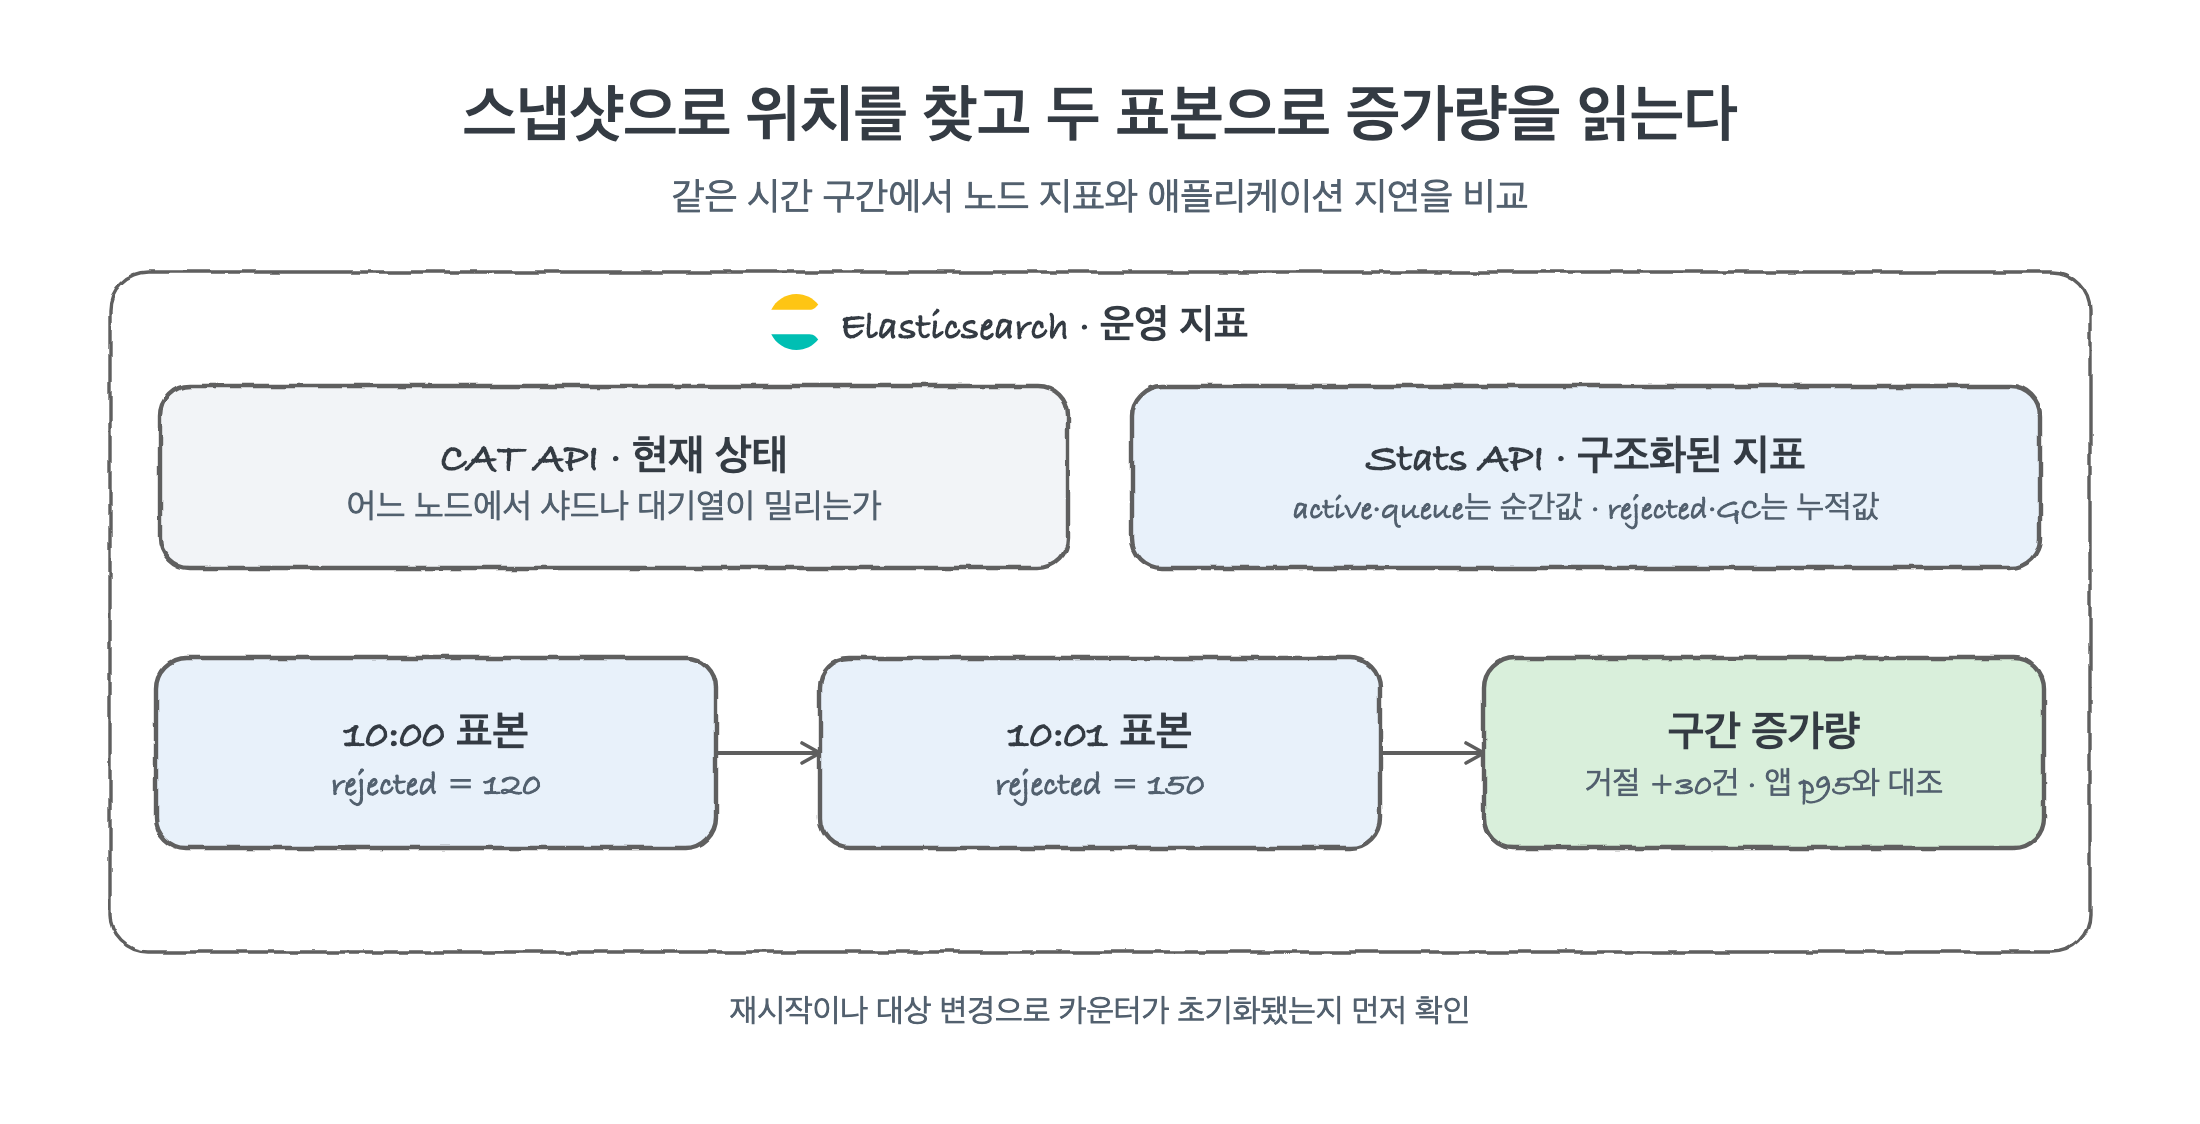 스냅샷으로 위치를 찾고 두 표본으로 증가량을 읽는다
같은 시간 구간에서 노드 지표와 애플리케이션 지연을 비교
Elasticsearch · 운영 지표
CAT API · 현재 상태
어느 노드에서 샤드나 대기열이 밀리는가
Stats API · 구조화된 지표
active·queue는 순간값 · rejected·GC는 누적값
10:00 표본
rejected = 120
10:01 표본
rejected = 150
구간 증가량
거절 +30건 · 앱 p95와 대조
재시작이나 대상 변경으로 카운터가 초기화됐는지 먼저 확인